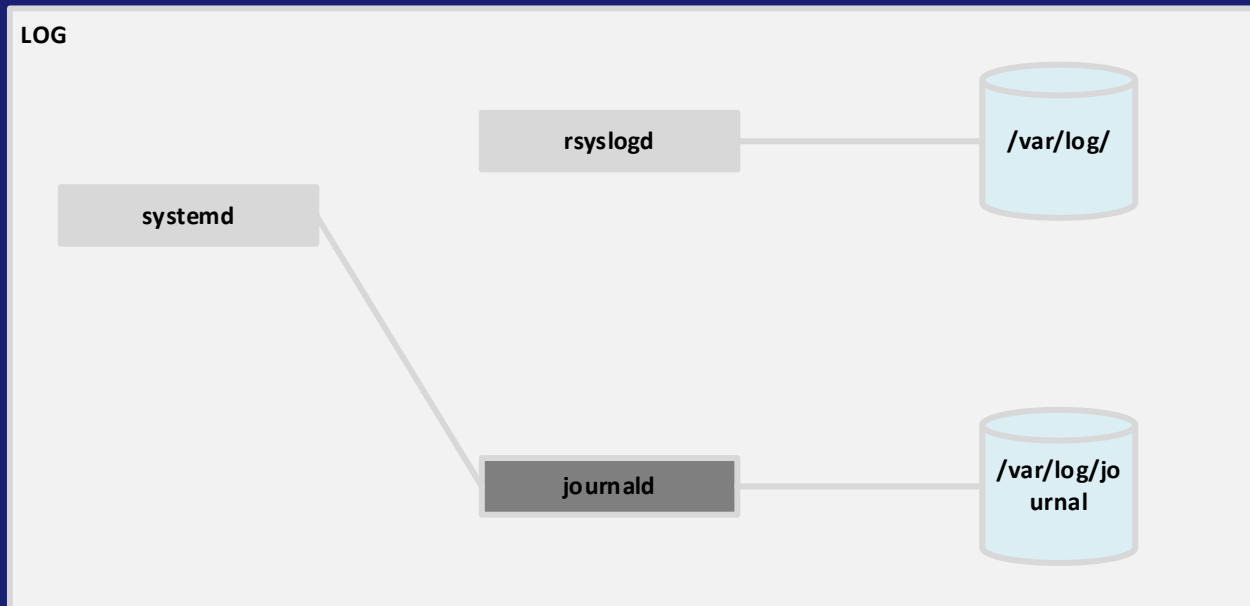 LOG
rsyslogd
/var/log/
systemd
journald
/var/log/jo
urnal